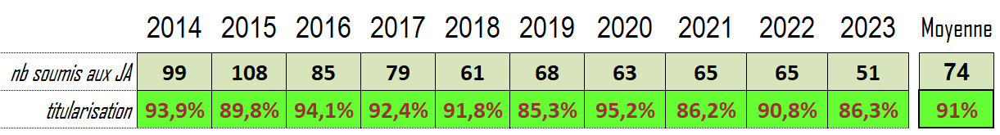 2014 2015 2016 2017 2018 2019 2020 2021 2022 2023 Moyenne
nb soumis aux JA 99 108 85 79 61 68 63 65 65 51 74
titularisation 93,9% 89,8% 94,1% 92,4% 91,8% 85,3% 95,2% 86,2% 90,8% 86,3% 91%